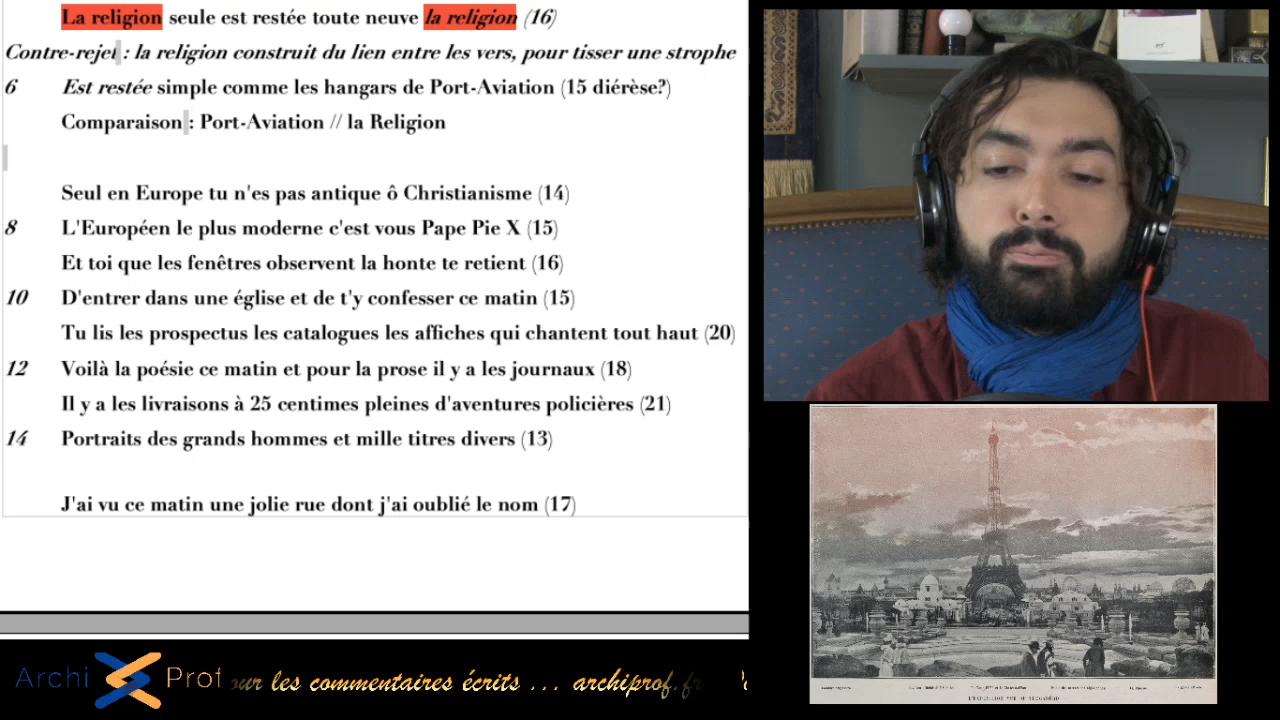 La religion seule est restée toute neuve la religion (16)
Contre-rejet : la religion construit du lien entre les vers, pour tisser une strophe
6 Est restée simple comme les hangars de Port-Aviation (15 diérèse?)
Comparaison : Port-Aviation // la Religion
Seul en Europe tu n'es pas antique ô Christianisme (14)
8 L'Européen le plus moderne c'est vous Pape Pie X (15)
Et toi que les fenêtres observent la honte te retient (16)
10 D'entrer dans une église et de t'y confesser ce matin (15)
Tu lis les prospectus les catalogues les affiches qui chantent tout haut (20)
12 Voilà la poésie ce matin et pour la prose il y a les journaux (18)
Il y a les livraisons à 25 centimes pleines d'aventures policières (21)
14 Portraits des grands hommes et mille titres divers (13)
J'ai vu ce matin une jolie rue dont j'ai oublié le nom (17)
Archi Prof
our les commentaires écrits ... archiprof.fr